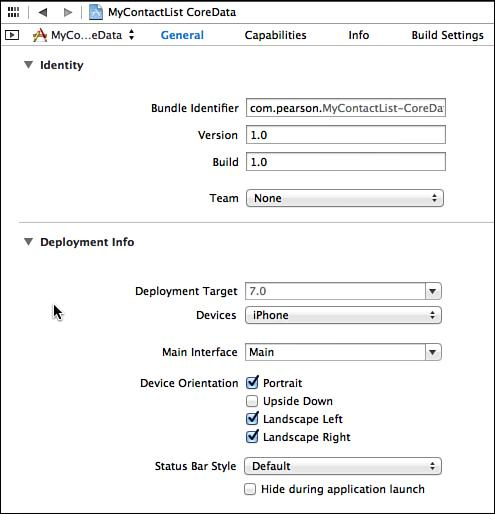 MyContactList CoreData
MyCo...eData General Capabilities Info Build Settings
Identity
Bundle Identifier com.pearson.MyContactList-CoreDa
Version 1.0
Build 1.0
Team None
Deployment Info
Deployment Target 7.0
Devices iPhone
Main Interface Main
Device Orientation Portrait
Upside Down
Landscape Left
Landscape Right
Status Bar Style Default
Hide during application launch